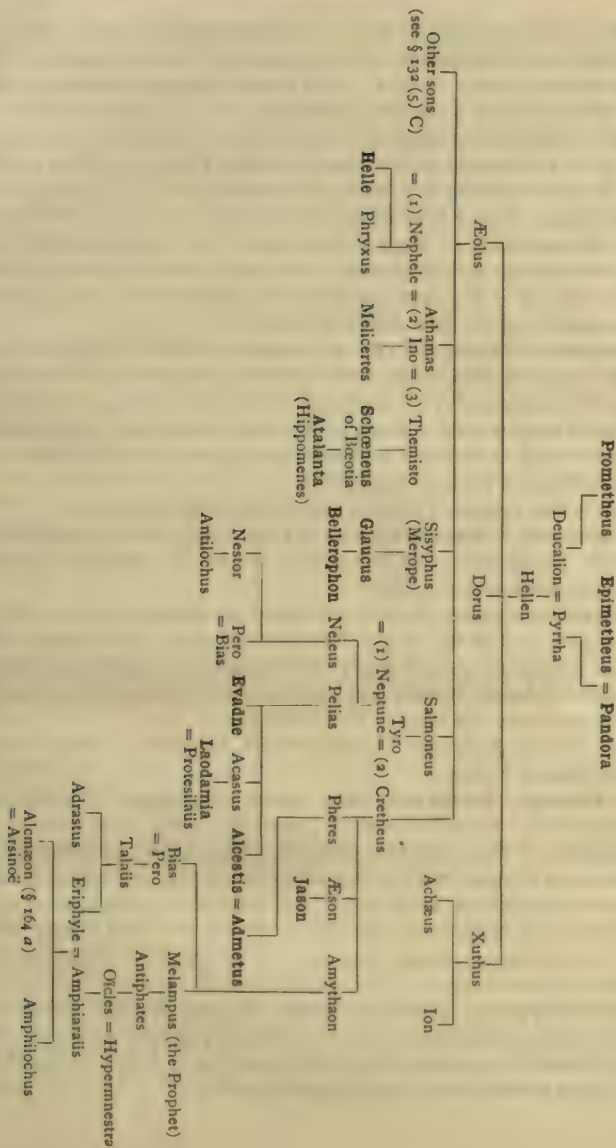 Prometheus Epimetheus = Pandora
Deucalion = Pyrrha
Hellen
Æolus Dorus Xuthus
Other sons
(see § 132 (5) C)
Athamas Sisyphus
(Merope) Salmoneus Achæus Ion
= (1) Nephele = (2) Ino = (3) Themisto Tyro
= (1) Neptune = (2) Cretheus
Helle Phryxus Melicertes Schœneus
of Bœotia Glaucus
Atalanta
(Hippomenes) Bellerophon Neleus Pelias Pheres Æson Amythaon
Jason
Nestor Pero
= Bias Evadne Acastus Alcestis = Admetus Bias
= Pero Melampus (the Prophet)
Antilochus Laodamia
= Protesilaüs Talaüs Antiphates
Oïcles = Hypermnestra
Adrastus Eriphyle = Amphiaraüs
Alcmæon (§ 164 a)
= Arsinoë Amphilochus